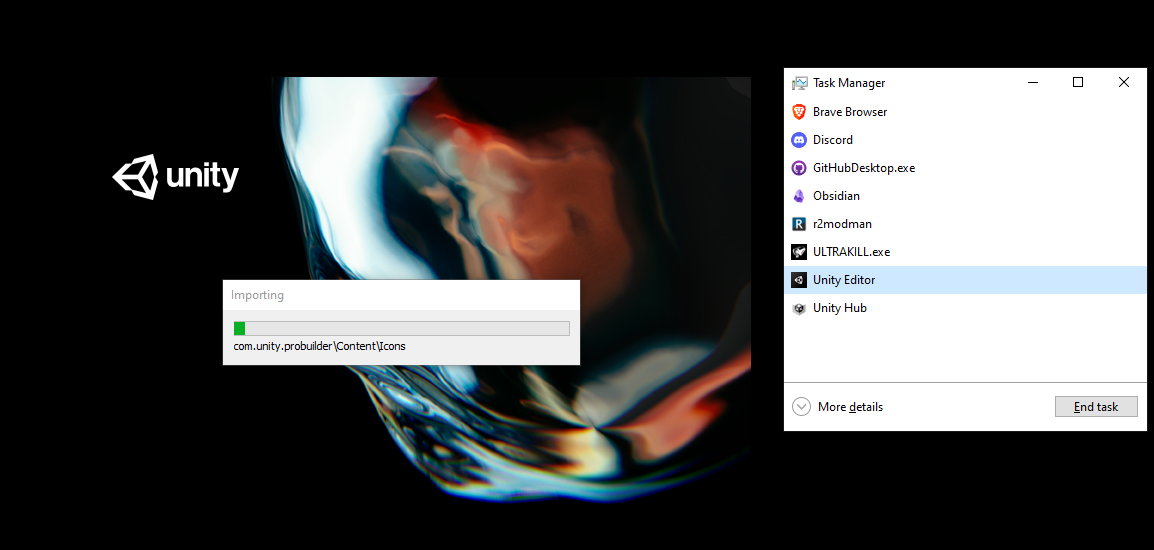 unity
Importing
com.unity.probuilder\Content\Icons
Task Manager
Brave Browser
Discord
GitHubDesktop.exe
Obsidian
r2modman
ULTRAKILL.exe
Unity Editor
Unity Hub
More details
End task